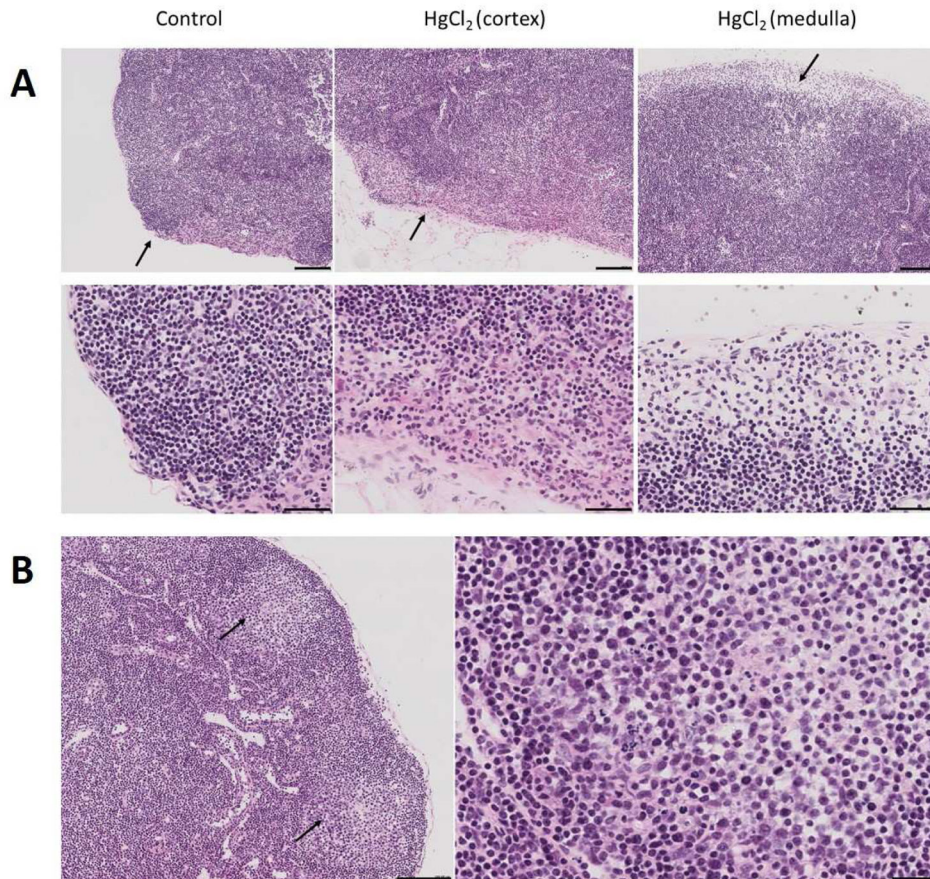 Control
HgCl₂ (cortex)
HgCl₂ (medulla)
A
B